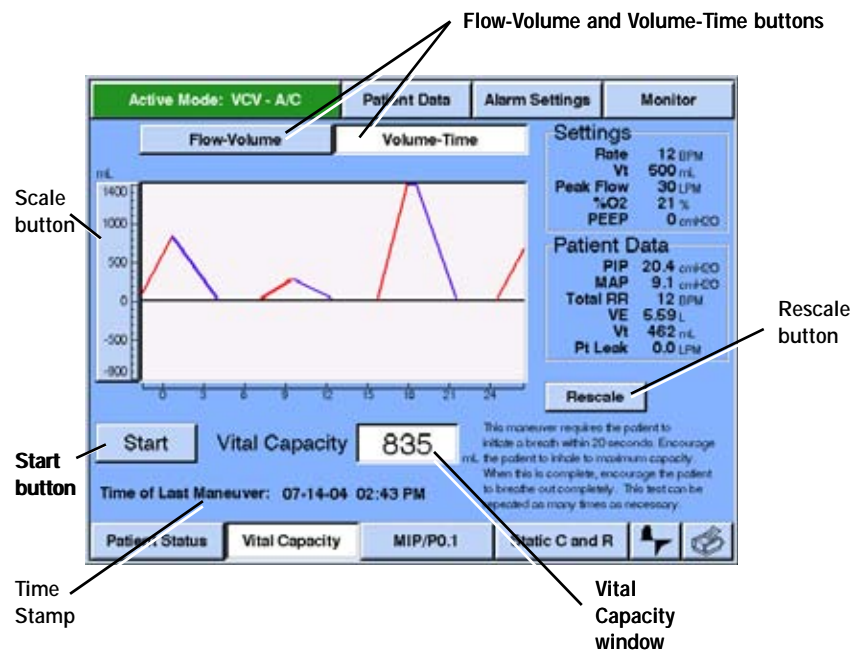 Flow-Volume and Volume-Time buttons
Active Mode: VCV - A/C
Patient Data
Alarm Settings
Monitor
Flow-Volume
Volume-Time
Settings
Rate 12 BPM
Vt 500 mL
Peak Flow 30 LPM
%O2 21 %
PEEP 0 cmH2O
Patient Data
PIP 20.4 cmH2O
MAP 9.1 cmH2O
Total RR 12 BPM
VE 5.59 L
Vt 462 mL
Pt Leak 0.0 LPM
mL
1400
1000
500
0
-500
-800
0 3 6 9 12 15 18 21 24
Scale
button
Rescale
button
Rescale
Start
Vital Capacity
835
mL
This maneuver requires the patient to
initiate a breath within 20 seconds. Encourage
the patient to inhale to maximum capacity.
When this is complete, encourage the patient
to breathe out completely. This test can be
repeated as many times as necessary.
Start
button
Time of Last Maneuver: 07-14-04 02:43 PM
Patient Status
Vital Capacity
MIP/P0.1
Static C and R
Time
Stamp
Vital
Capacity
window